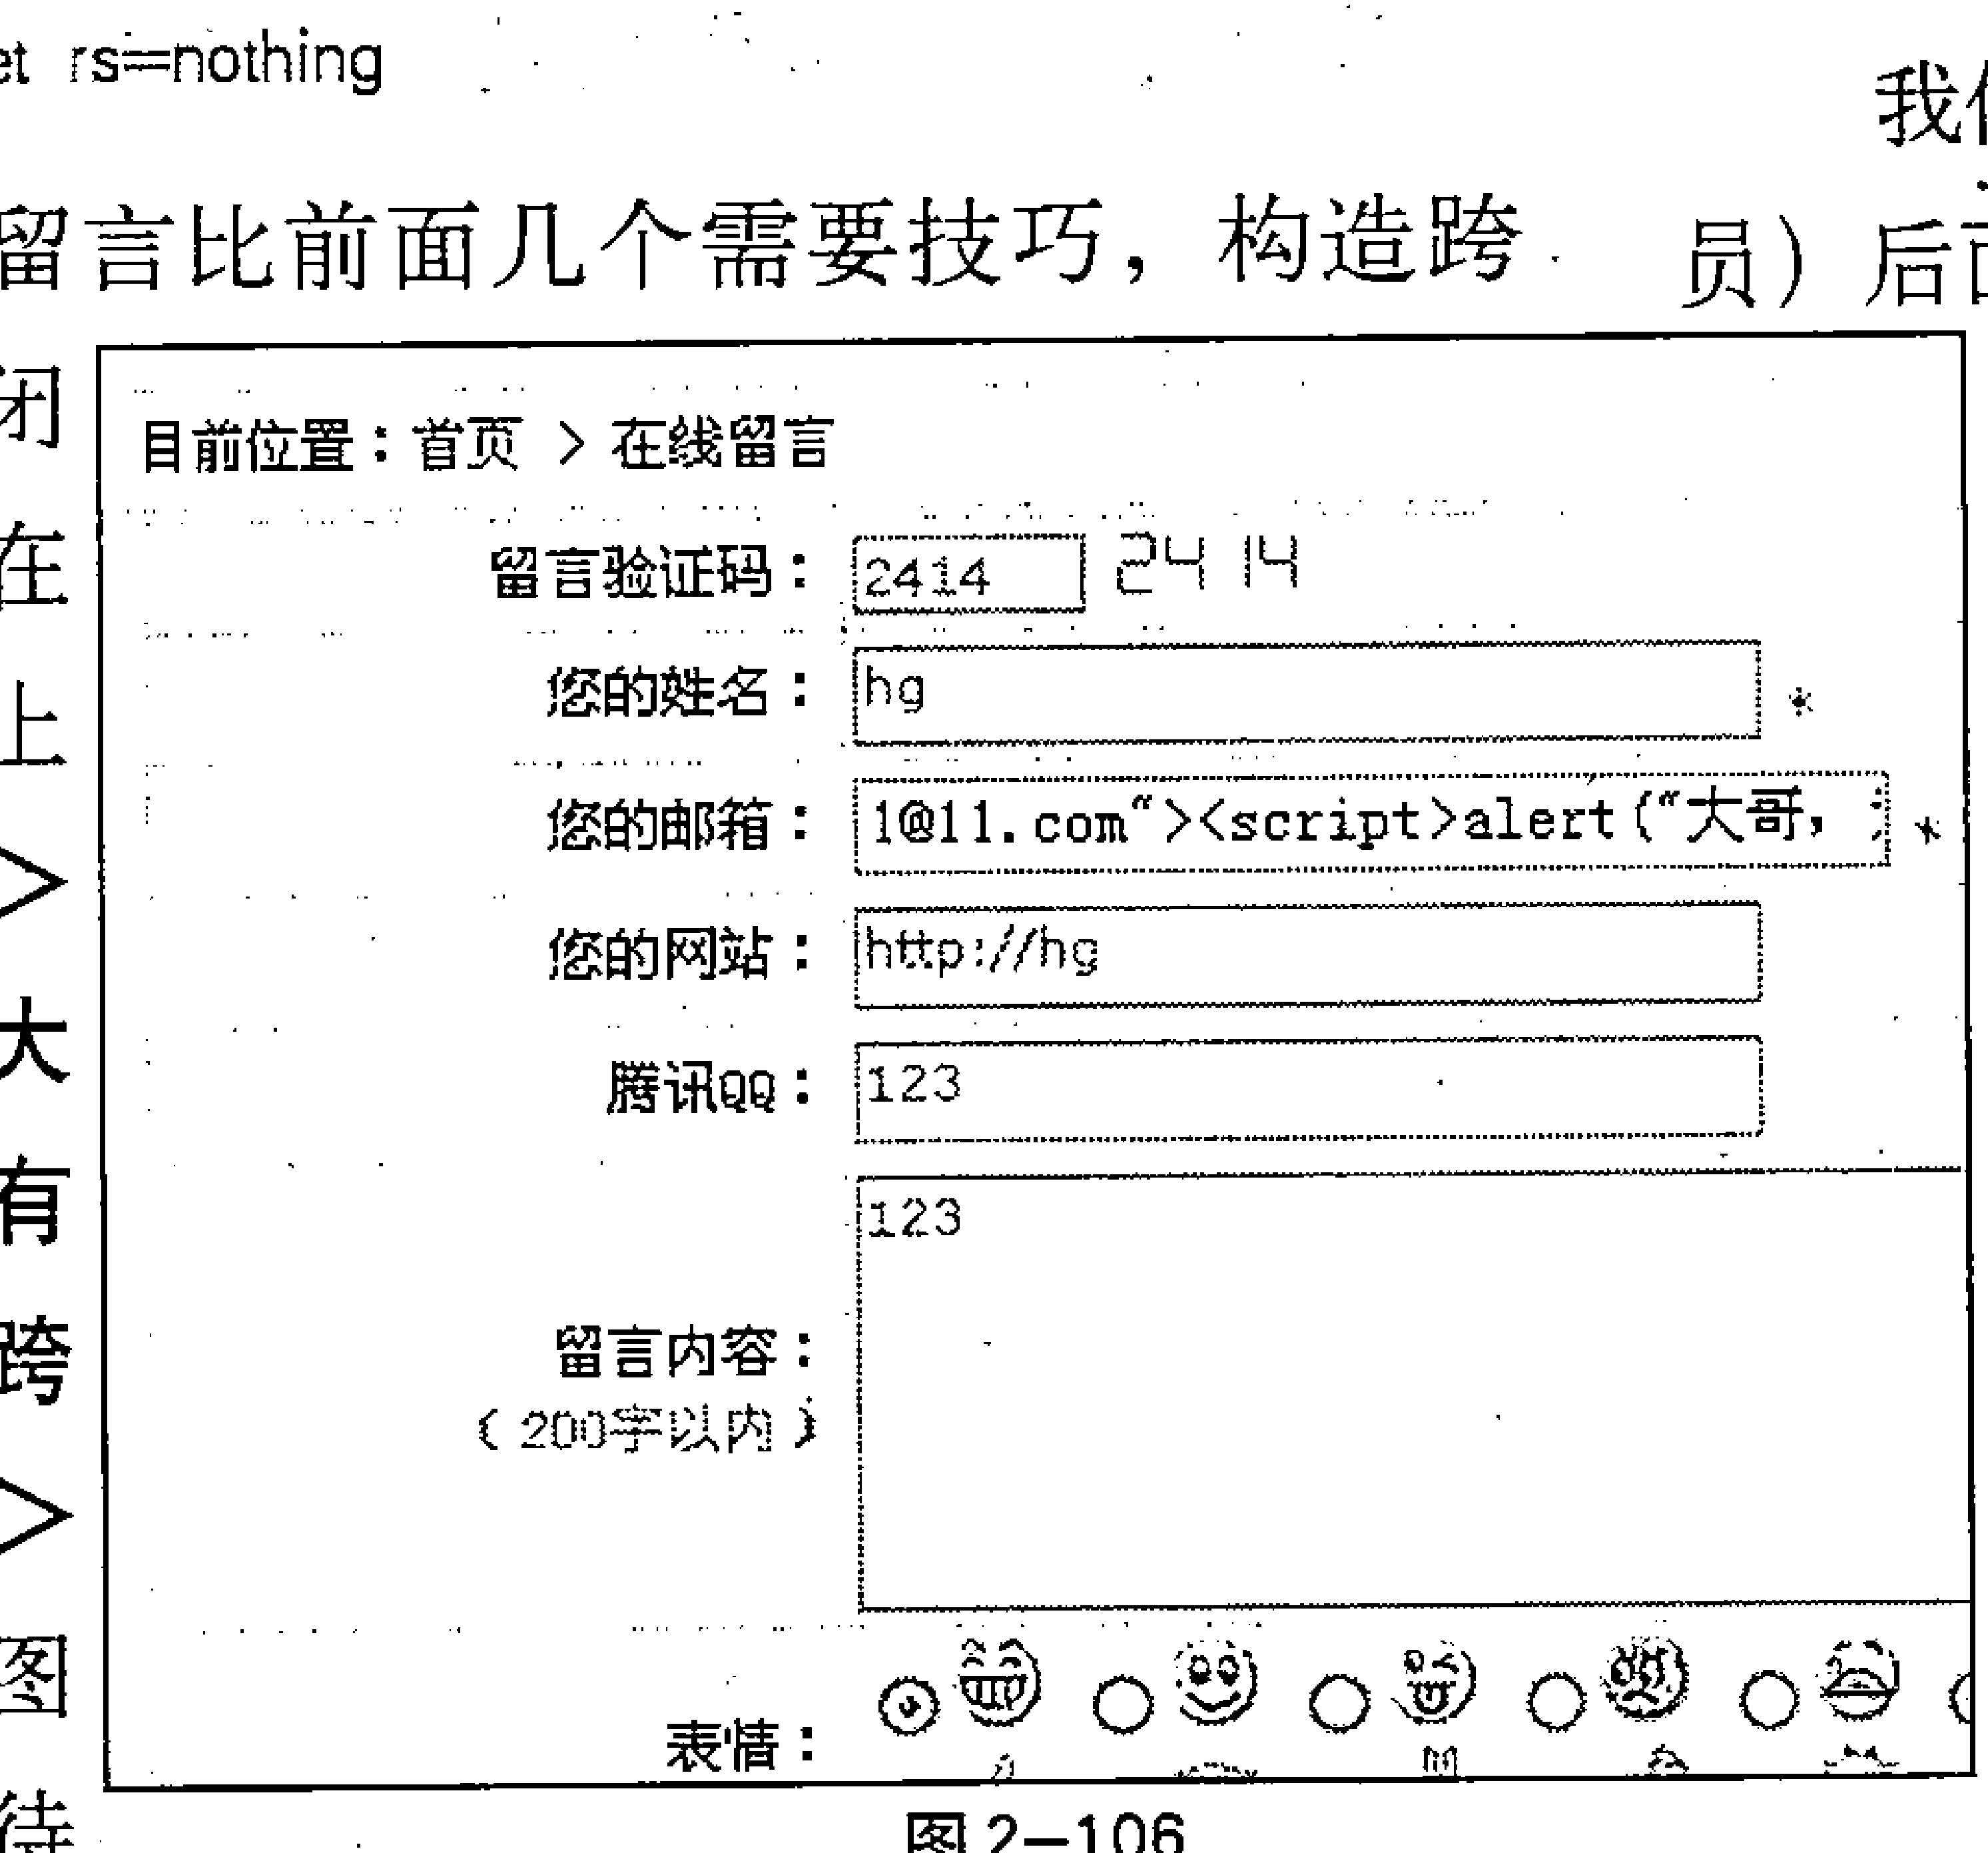 et rs=nothing
留言比前面几个需要技巧，构造跨
闭
在
上
>
大
有
跨
>
图
待
目前位置：首页 > 在线留言
留言验证码： 2414 2414
您的姓名： hg *
您的邮箱： 1@11.com“><script>alert(“大哥， *
您的网站： http://hg
腾讯QQ： 123
留言内容： 123
（200字以内）
表情：
图 2—106
我
员）后